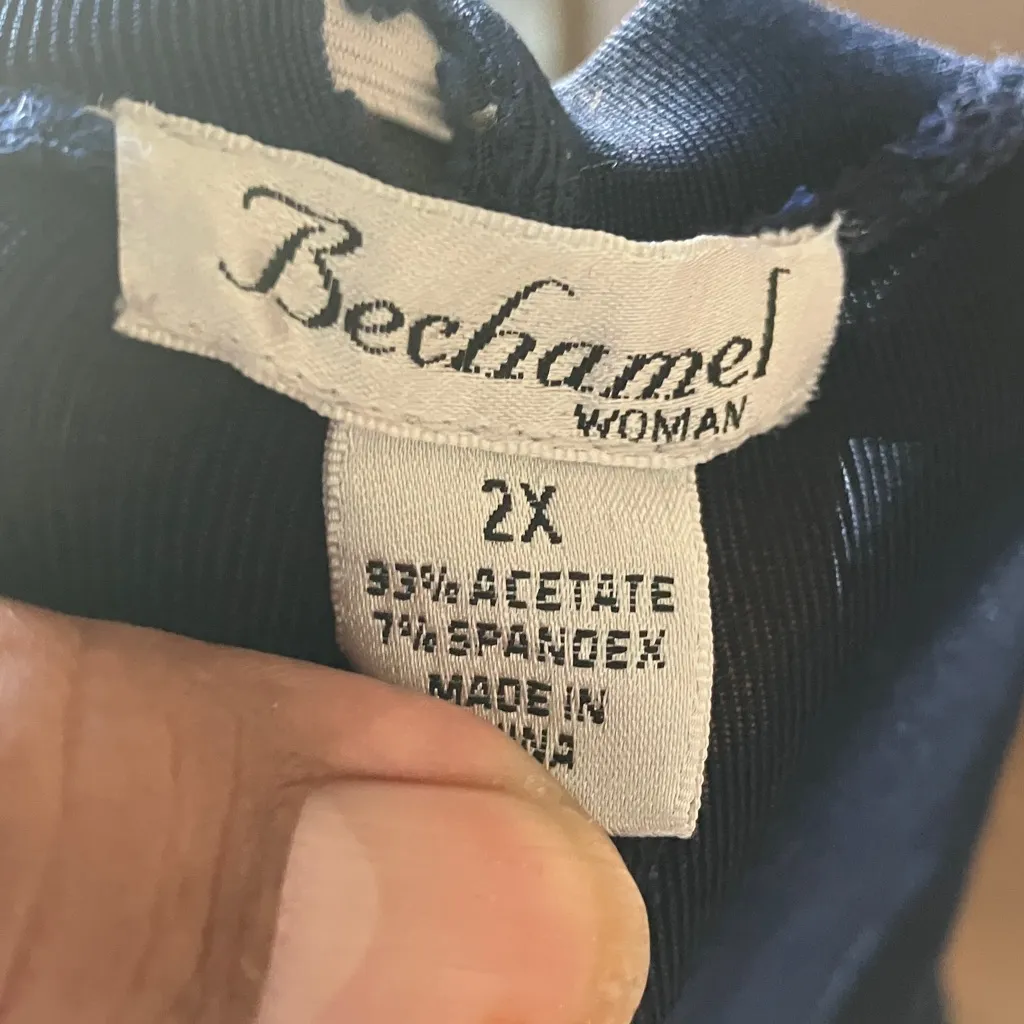 Bechamel
WOMAN
2X
93% ACETATE
7% SPANDEX
MADE IN